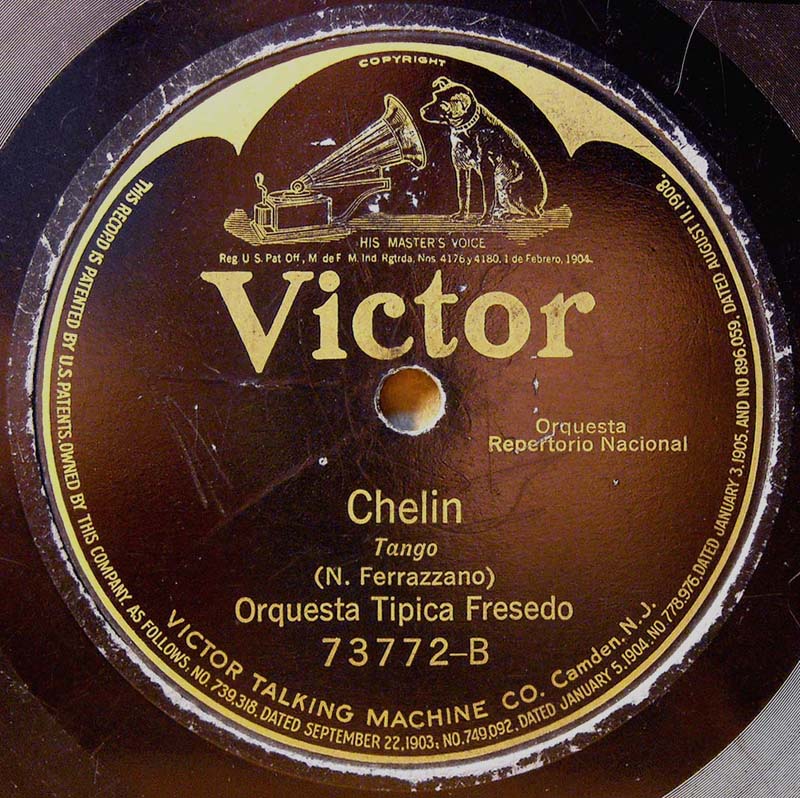 COPYRIGHT
HIS MASTER'S VOICE
Reg. U S. Pat Off., M de F M. Ind Rgtrda, Nos 4176 y 4180. 1 de Febrero, 1904.
Victor
Orquesta
Repertorio Nacional
Chelin
Tango
(N. Ferrazzano)
Orquesta Tipica Fresedo
73772-B
VICTOR TALKING MACHINE CO. Camden, N. J.
THIS RECORD IS PATENTED BY U.S. PATENTS, OWNED BY THIS COMPANY, AS FOLLOWS: NO. 739,318, DATED SEPTEMBER 22, 1903; NO. 749,092, DATED JANUARY 5, 1904, NO. 778,976, DATED JANUARY 3, 1905, AND NO 896,059, DATED AUGUST 11, 1908.